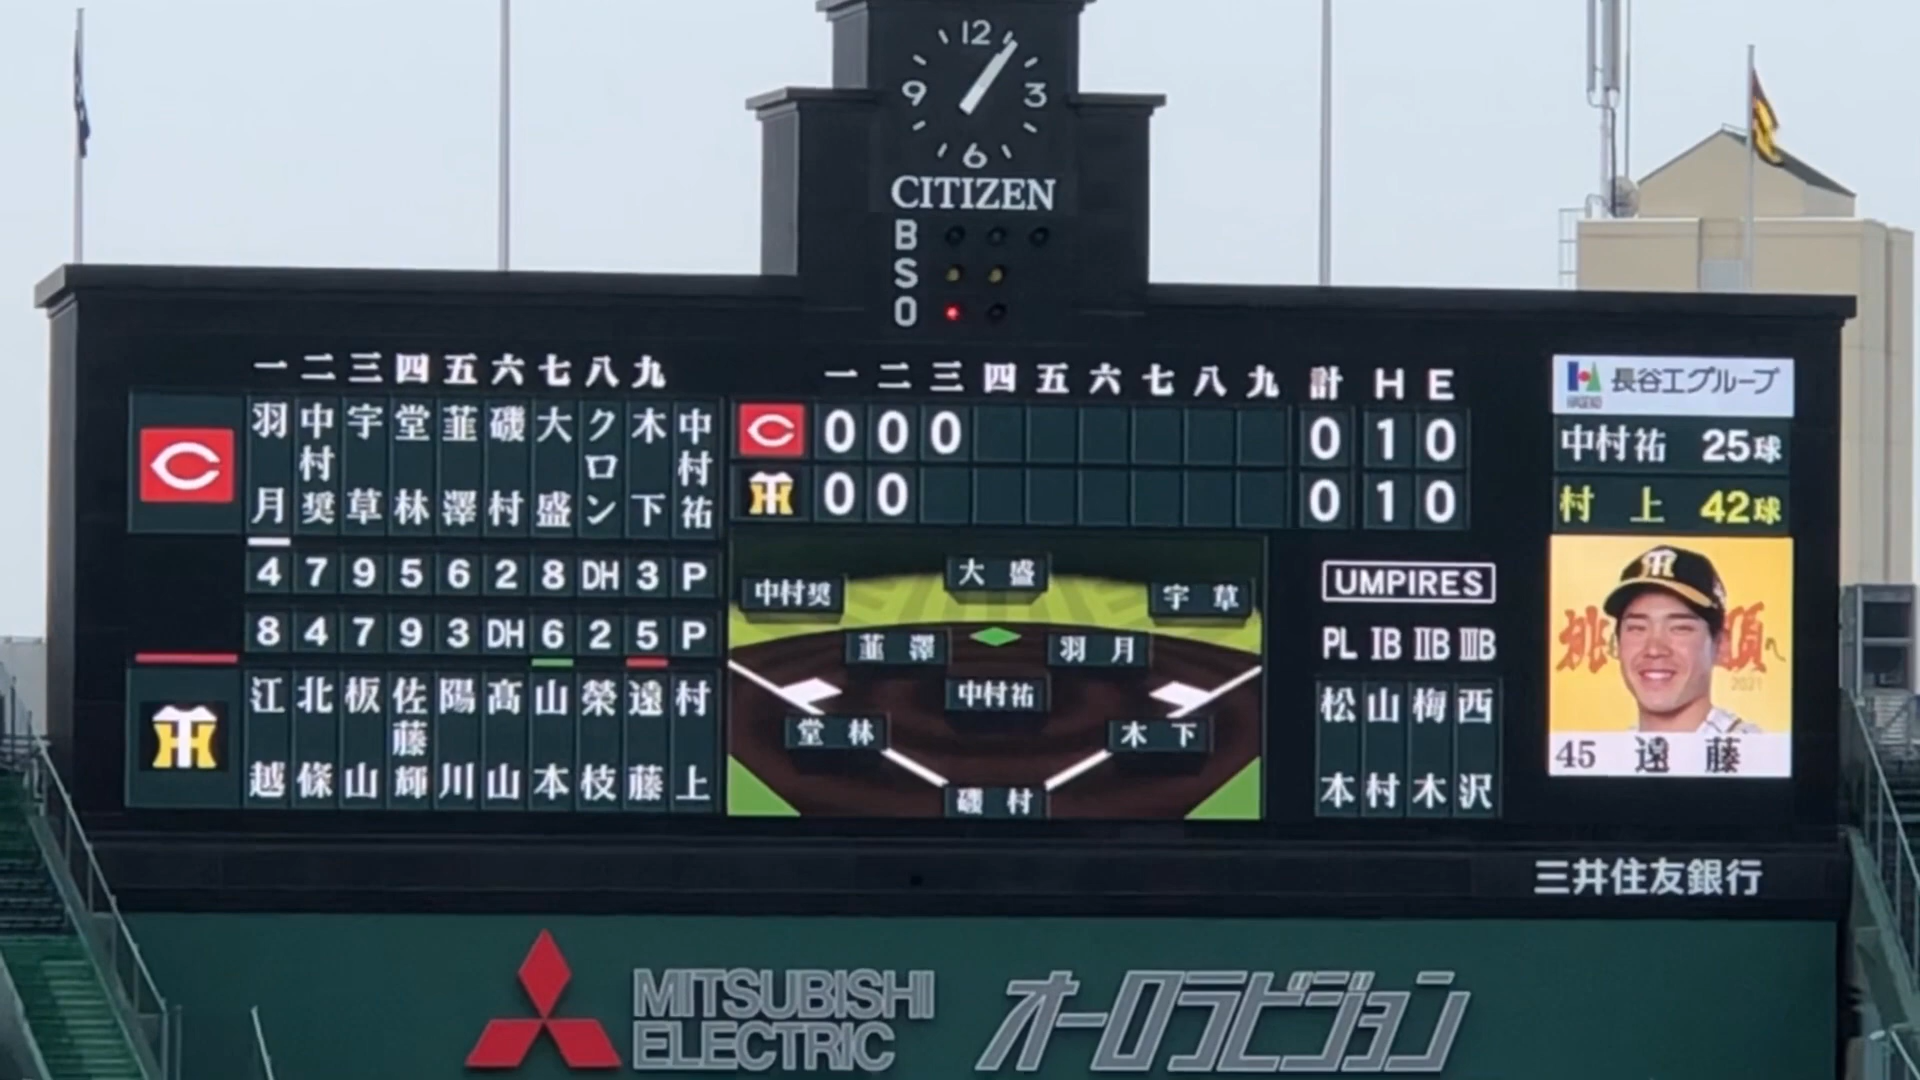 12
9 3
6
CITIZEN
B
S
O
一 二 三 四 五 六 七 八 九
羽月 中村奨 宇草 堂林 韮澤 磯村 大盛 クロン 木下 中村祐
4 7 9 5 6 2 8 DH 3 P
8 4 7 9 3 DH 6 2 5 P
江越 北條 板山 佐藤輝 陽川 髙山 山本 榮枝 遠藤 村上
一 二 三 四 五 六 七 八 九 計 H E
C 0 0 0 0 1 0
HT 0 0 0 1 0
大盛
中村奨 宇草
韮澤 羽月
中村祐
堂林 木下
磯村
UMPIRES
PL IB IIB IIIB
松本 山村 梅木 西沢
長谷工グループ
中村祐 25球
村上 42球
2021
45 遠藤
三井住友銀行
MITSUBISHI
ELECTRIC
オーロラビジョン